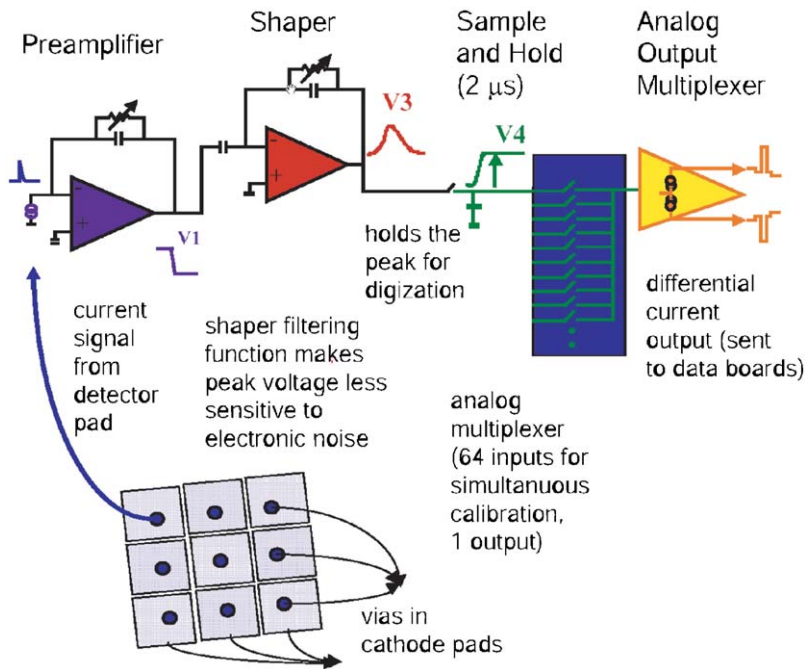 Preamplifier
Shaper
Sample
and Hold
(2 µs)
Analog
Output
Multiplexer
V3
V4
V1
-
+
-
+
holds the
peak for
digization
current
signal
from
detector
pad
shaper filtering
function makes
peak voltage less
sensitive to
electronic noise
differential
current
output (sent
to data boards)
analog
multiplexer
(64 inputs for
simultanuous
calibration,
1 output)
vias in
cathode pads